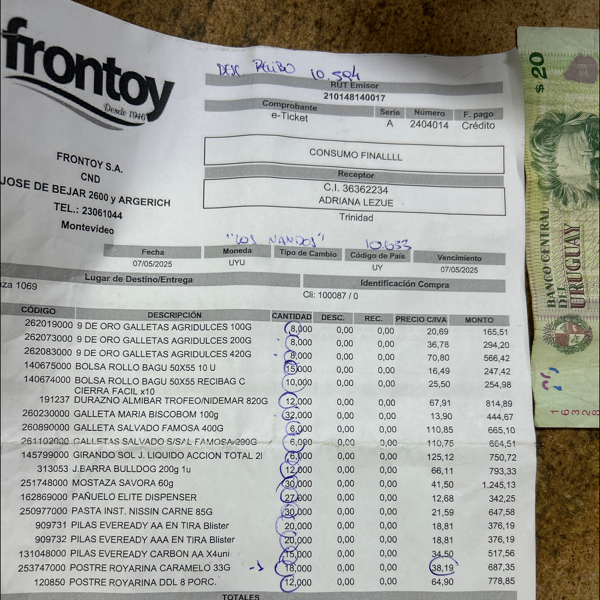 frontoy
Desde 1946
DESC RECIBO 10.594
RUT Emisor
210148140017
Comprobante Serie Número F. pago
e-Ticket A 2404014 Crédito
CONSUMO FINALLLL
Receptor
C.I. 36362234
ADRIANA LEZUE
Trinidad
FRONTOY S.A.
CND
JOSE DE BEJAR 2600 y ARGERICH
TEL.: 23061044
Montevideo
"LOS NANDOS" 10.633
Fecha Moneda Tipo de Cambio Código de País Vencimiento
07/05/2025 UYU UY 07/05/2025
Lugar de Destino/Entrega Identificación Compra
1069 Cli: 100087 / 0
CÓDIGO DESCRIPCIÓN CANTIDAD DESC. REC. PRECIO C/IVA MONTO
262019000 9 DE ORO GALLETAS AGRIDULCES 100G 8,000 0,00 0,00 20,69 165,51
262073000 9 DE ORO GALLETAS AGRIDULCES 200G 8,000 0,00 0,00 36,78 294,20
262083000 9 DE ORO GALLETAS AGRIDULCES 420G 8,000 0,00 0,00 70,80 566,42
140675000 BOLSA ROLLO BAGU 50X55 10 U 15,000 0,00 0,00 16,49 247,42
140674000 BOLSA ROLLO BAGU 50X55 RECIBAG C 10,000 0,00 0,00 25,50 254,98
CIERRA FACIL x10
191237 DURAZNO ALMIBAR TROFEO/NIDEMAR 820G 12,000 0,00 0,00 67,91 814,89
260230000 GALLETA MARIA BISCOBOM 100g 32,000 0,00 0,00 13,90 444,67
260890000 GALLETA SALVADO FAMOSA 400G 6,000 0,00 0,00 110,85 665,10
261102000 GALLETAS SALVADO S/SAL FAMOSA 290G 6,000 0,00 0,00 110,75 664,51
145799000 GIRANDO SOL J. LIQUIDO ACCION TOTAL 2l 6,000 0,00 0,00 125,12 750,72
313053 J.BARRA BULLDOG 200g 1u 12,000 0,00 0,00 66,11 793,33
251748000 MOSTAZA SAVORA 60g 30,000 0,00 0,00 41,50 1.245,13
162869000 PAÑUELO ELITE DISPENSER 27,000 0,00 0,00 12,68 342,25
250977000 PASTA INST. NISSIN CARNE 85G 30,000 0,00 0,00 21,59 647,58
909731 PILAS EVEREADY AA EN TIRA Blister 20,000 0,00 0,00 18,81 376,19
909732 PILAS EVEREADY AAA EN TIRA Blister 20,000 0,00 0,00 18,81 376,19
131048000 PILAS EVEREADY CARBON AA X4uni 15,000 0,00 0,00 34,50 517,56
253747000 POSTRE ROYARINA CARAMELO 33G 18,000 0,00 0,00 38,19 687,35
120850 POSTRE ROYARINA DDL 8 PORC. 12,000 0,00 0,00 64,90 778,85
TOTALES
$20
BANCO CENTRAL
DEL
URUGUAY